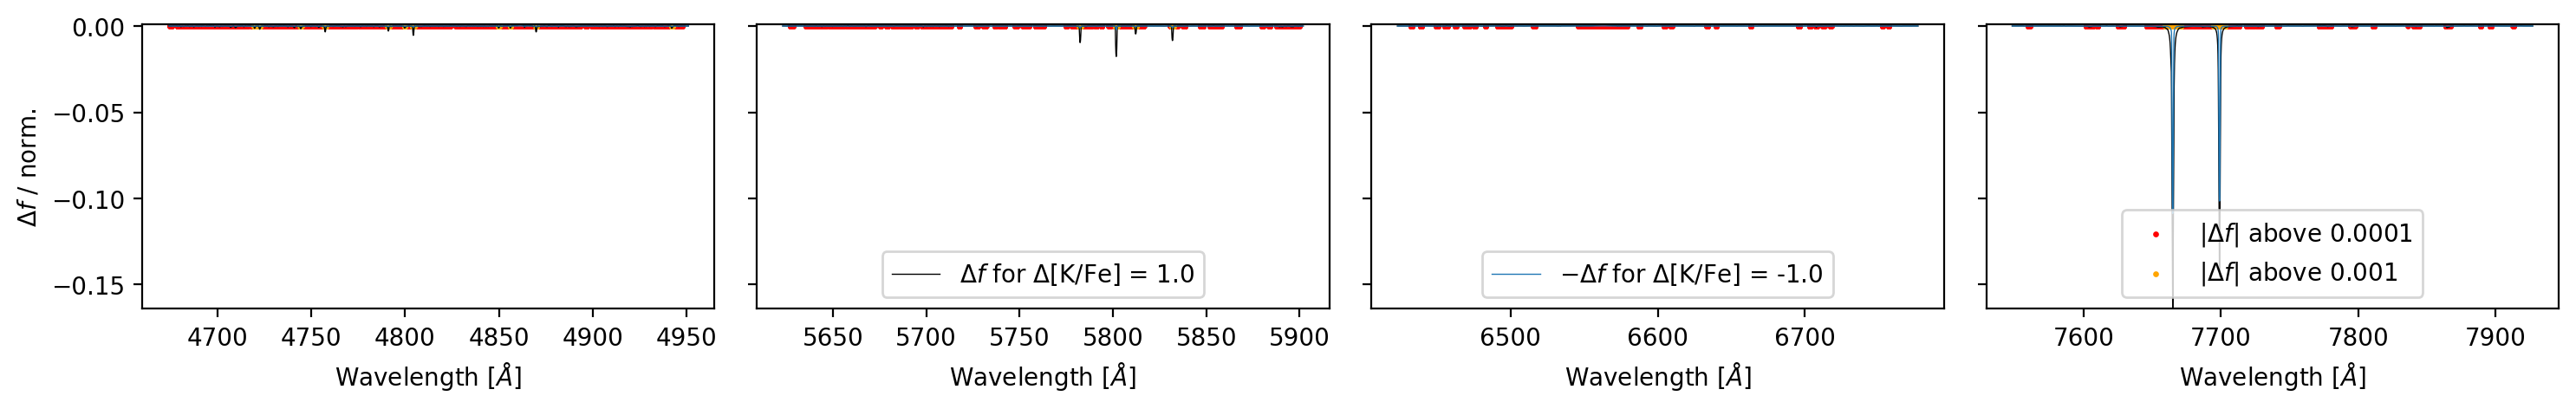 0.00
−0.05
−0.10
−0.15
Δf / norm.
4700 4750 4800 4850 4900 4950
Wavelength [Å]
Δf for Δ[K/Fe] = 1.0
5650 5700 5750 5800 5850 5900
Wavelength [Å]
−Δf for Δ[K/Fe] = -1.0
6500 6600 6700
Wavelength [Å]
|Δf| above 0.0001
|Δf| above 0.001
7600 7700 7800 7900
Wavelength [Å]